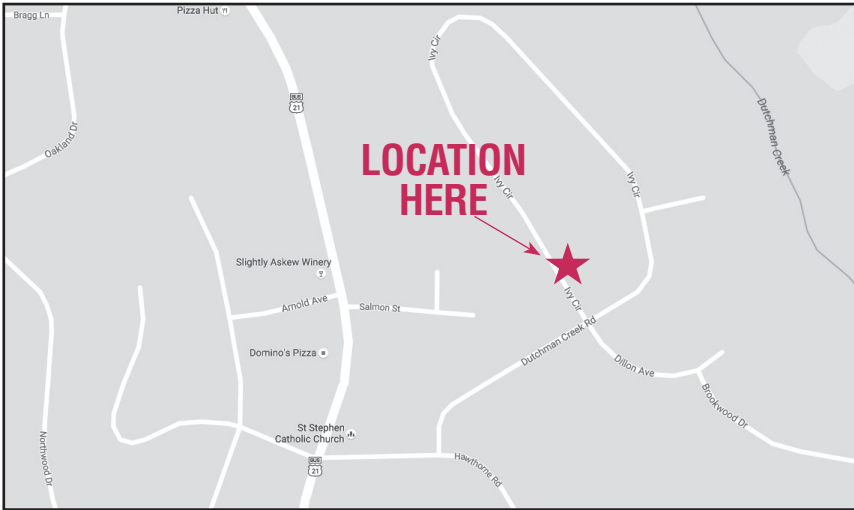 Bragg Ln
Pizza Hut
Ivy Cir
BUS
21
Dutchman Creek
Oakland Dr
LOCATION
HERE
Ivy Cir
Ivy Cir
Slightly Askew Winery
Ivy Cir
Arnold Ave
Salmon St
Dutchman Creek Rd
Domino's Pizza
Dillon Ave
Brookwood Dr
St Stephen
Catholic Church
Northwood Dr
BUS
21
Hawthorne Rd